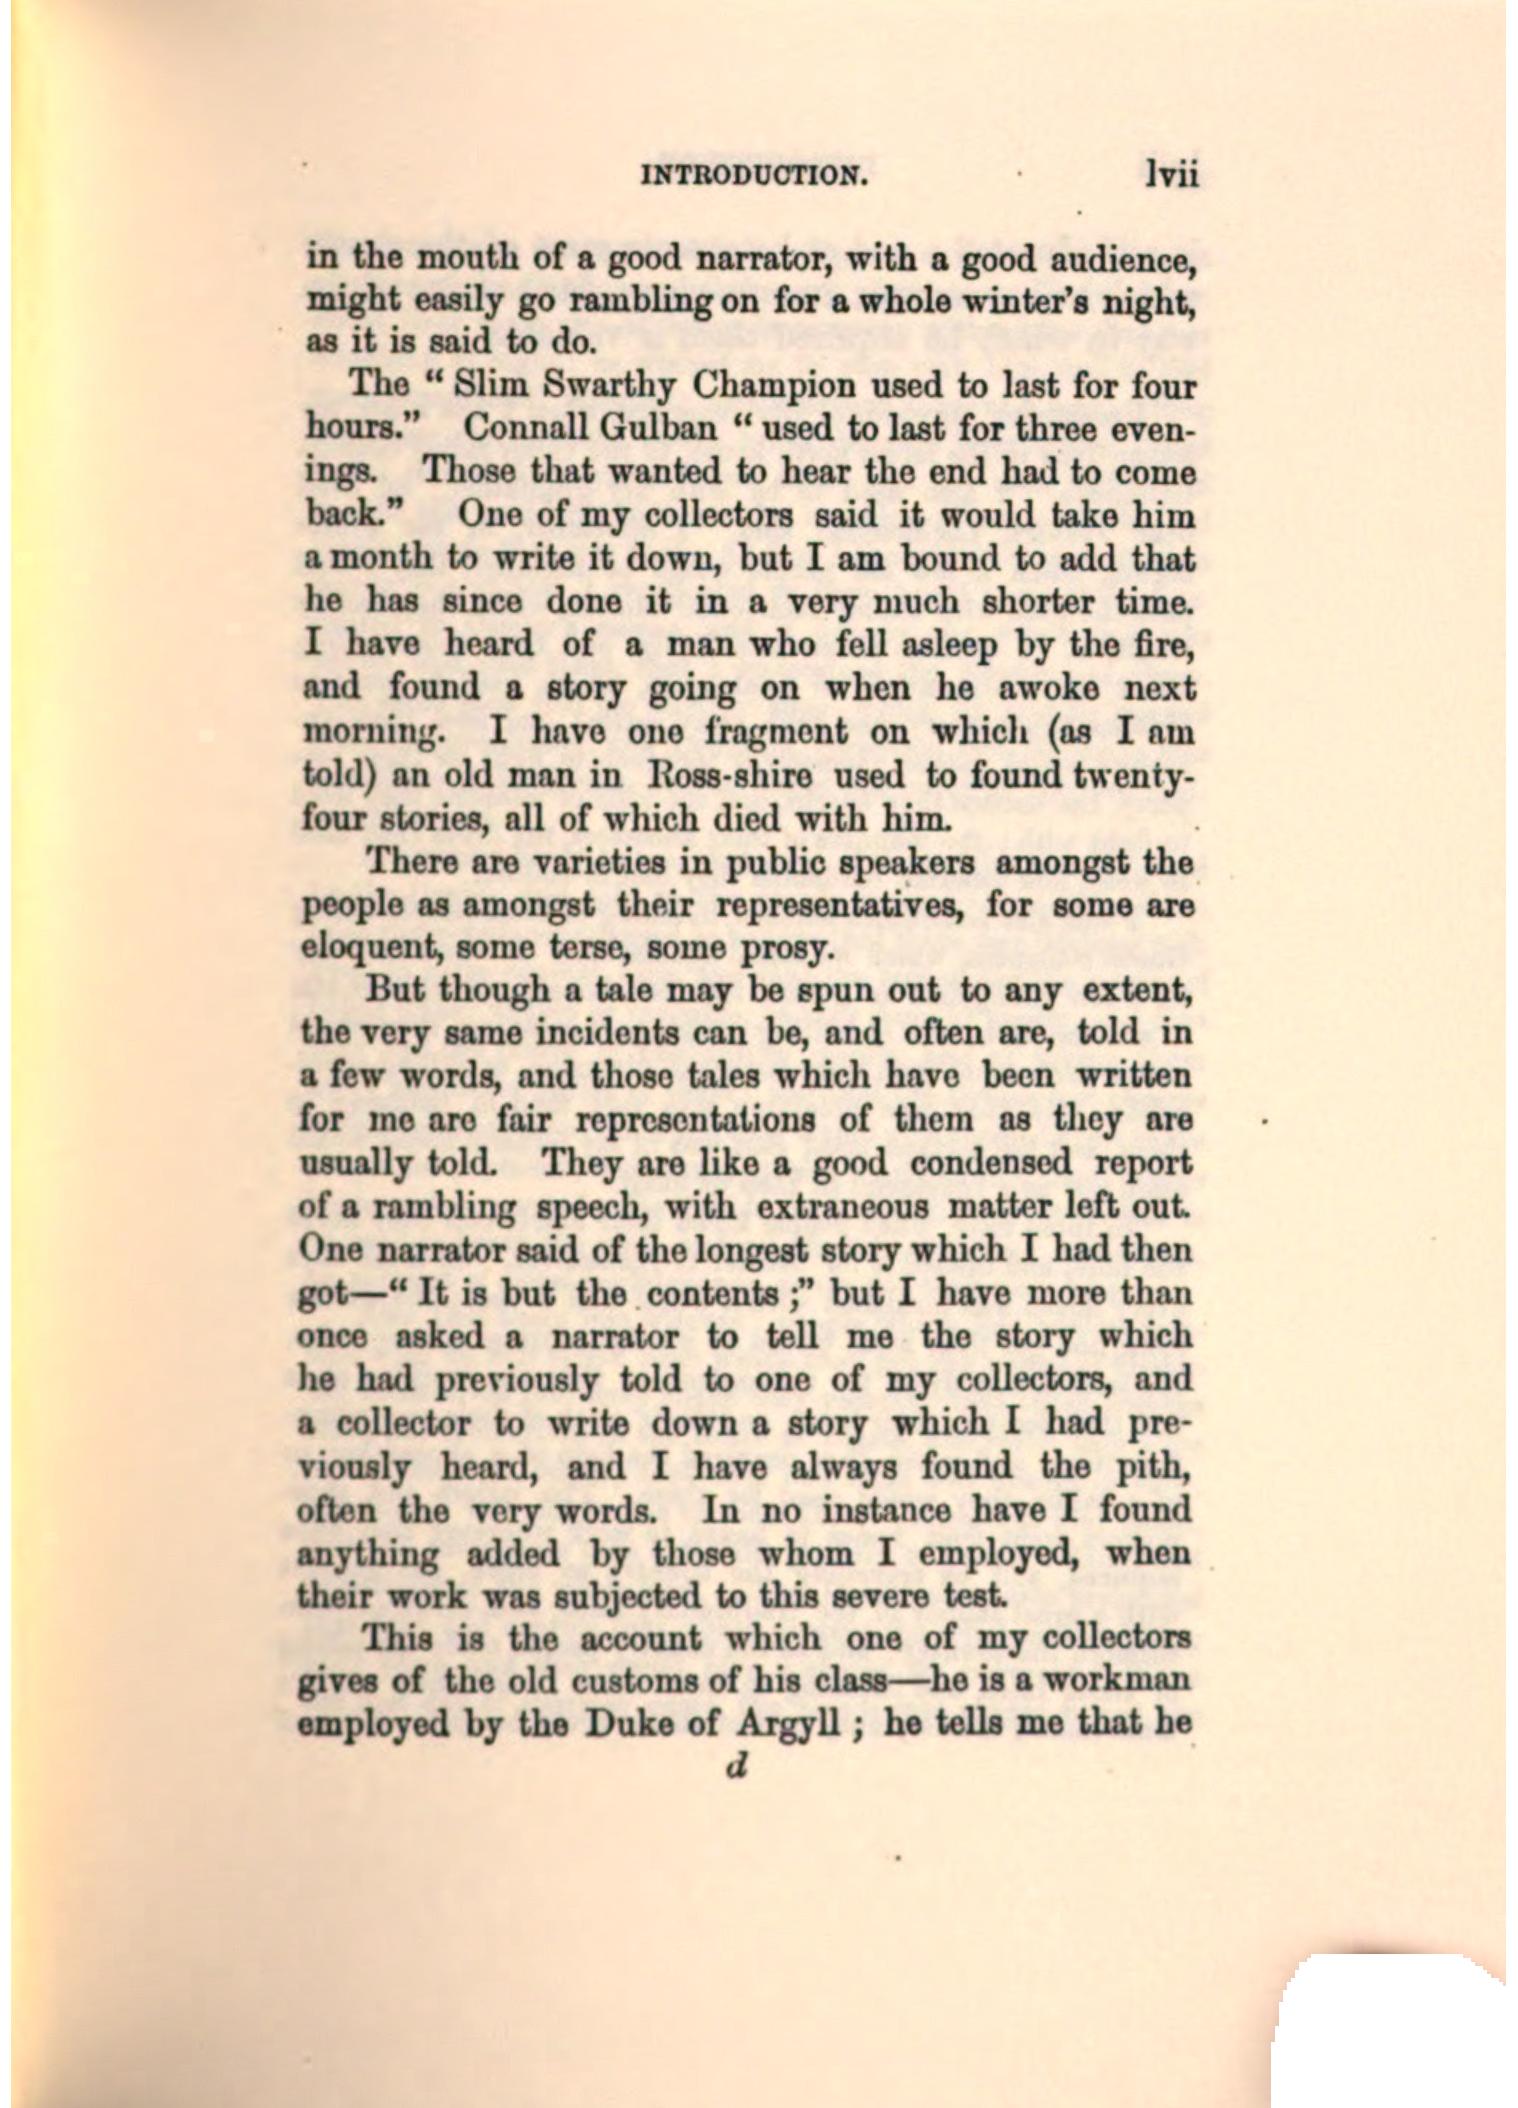 INTRODUCTION. lvii
in the mouth of a good narrator, with a good audience,
might easily go rambling on for a whole winter's night,
as it is said to do.
The “ Slim Swarthy Champion used to last for four
hours.” Connall Gulban “ used to last for three even-
ings. Those that wanted to hear the end had to come
back.” One of my collectors said it would take him
a month to write it down, but I am bound to add that
he has since done it in a very much shorter time.
I have heard of a man who fell asleep by the fire,
and found a story going on when he awoke next
morning. I have one fragment on which (as I am
told) an old man in Ross-shire used to found twenty-
four stories, all of which died with him.
There are varieties in public speakers amongst the
people as amongst their representatives, for some are
eloquent, some terse, some prosy.
But though a tale may be spun out to any extent,
the very same incidents can be, and often are, told in
a few words, and those tales which have been written
for me are fair representations of them as they are
usually told. They are like a good condensed report
of a rambling speech, with extraneous matter left out.
One narrator said of the longest story which I had then
got—“ It is but the contents ;” but I have more than
once asked a narrator to tell me the story which
he had previously told to one of my collectors, and
a collector to write down a story which I had pre-
viously heard, and I have always found the pith,
often the very words. In no instance have I found
anything added by those whom I employed, when
their work was subjected to this severe test.
This is the account which one of my collectors
gives of the old customs of his class—he is a workman
employed by the Duke of Argyll ; he tells me that he
d